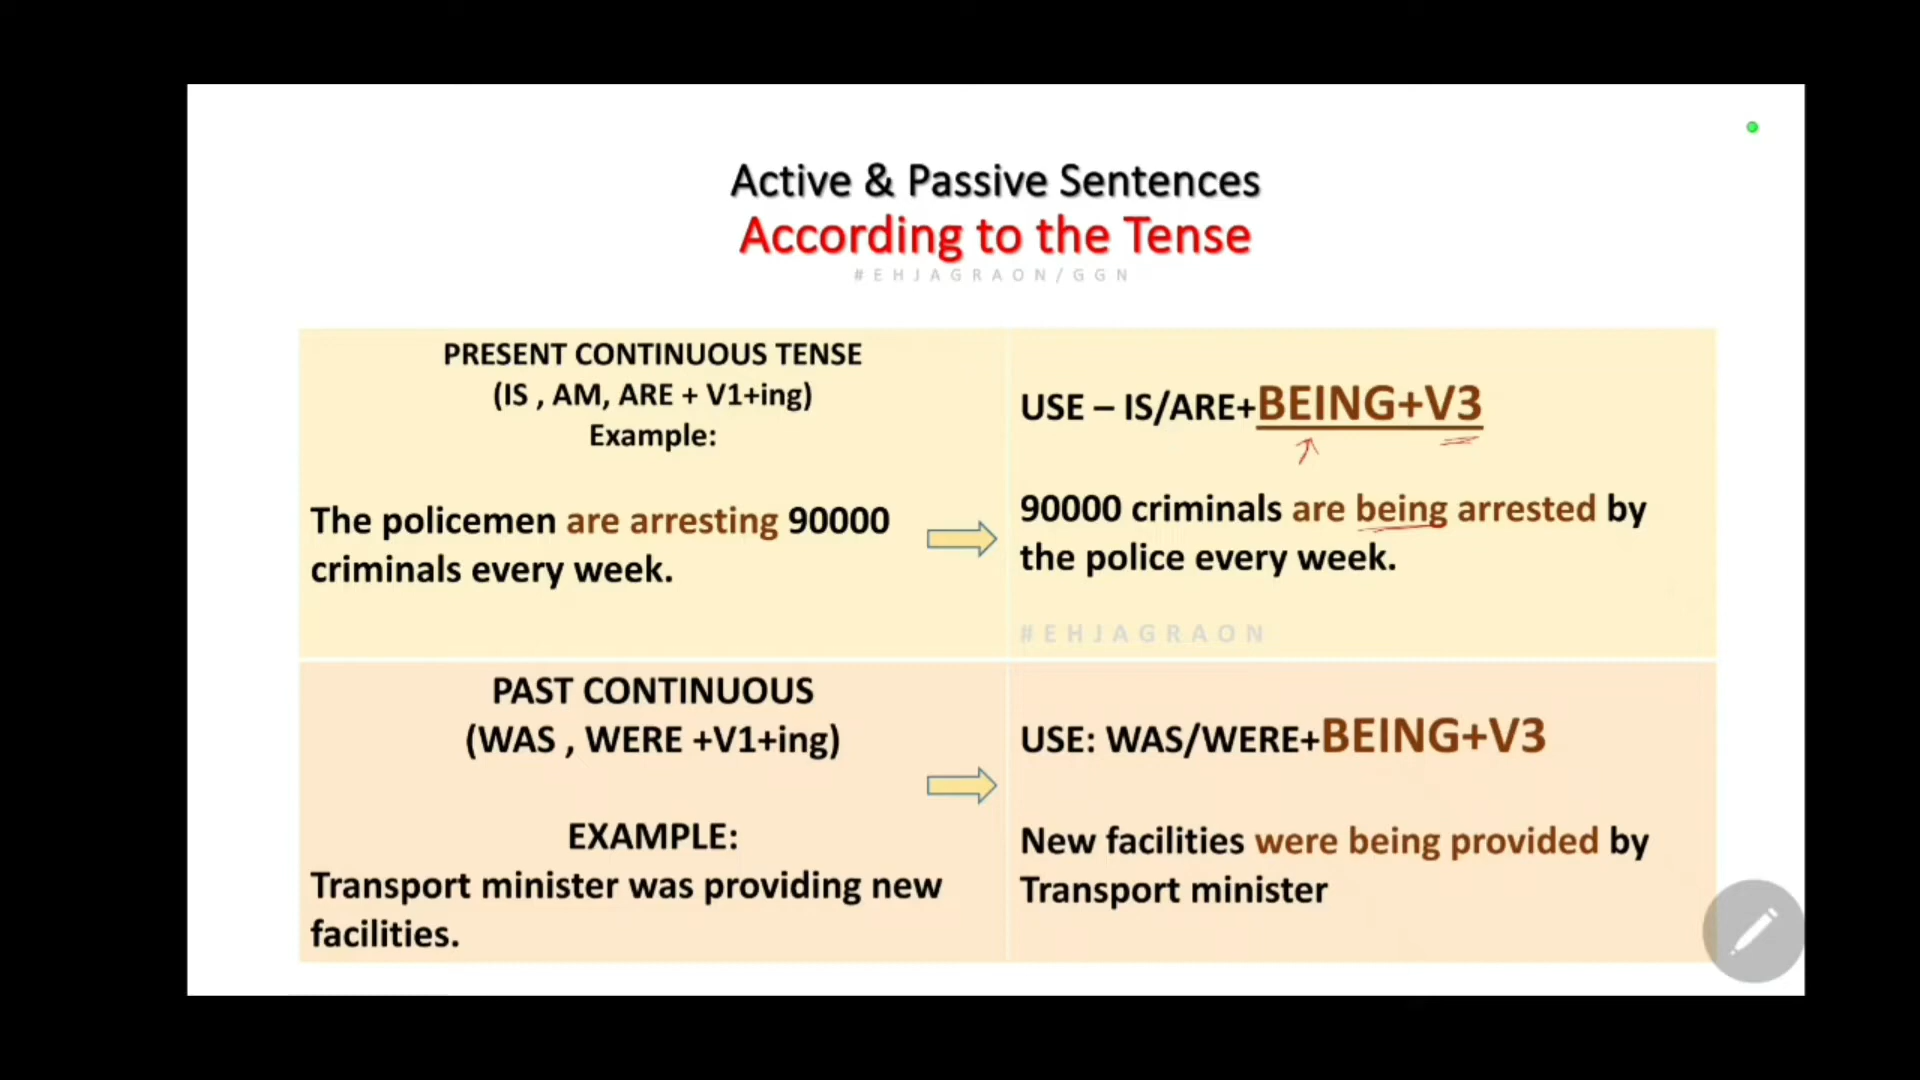 Active & Passive Sentences
According to the Tense
#EHJAGRAON/GGN
PRESENT CONTINUOUS TENSE
(IS , AM, ARE + V1+ing)
Example:
The policemen are arresting 90000
criminals every week.
USE – IS/ARE+BEING+V3
90000 criminals are being arrested by
the police every week.
#EHJAGRAON
PAST CONTINUOUS
(WAS , WERE +V1+ing)
EXAMPLE:
Transport minister was providing new
facilities.
USE: WAS/WERE+BEING+V3
New facilities were being provided by
Transport minister